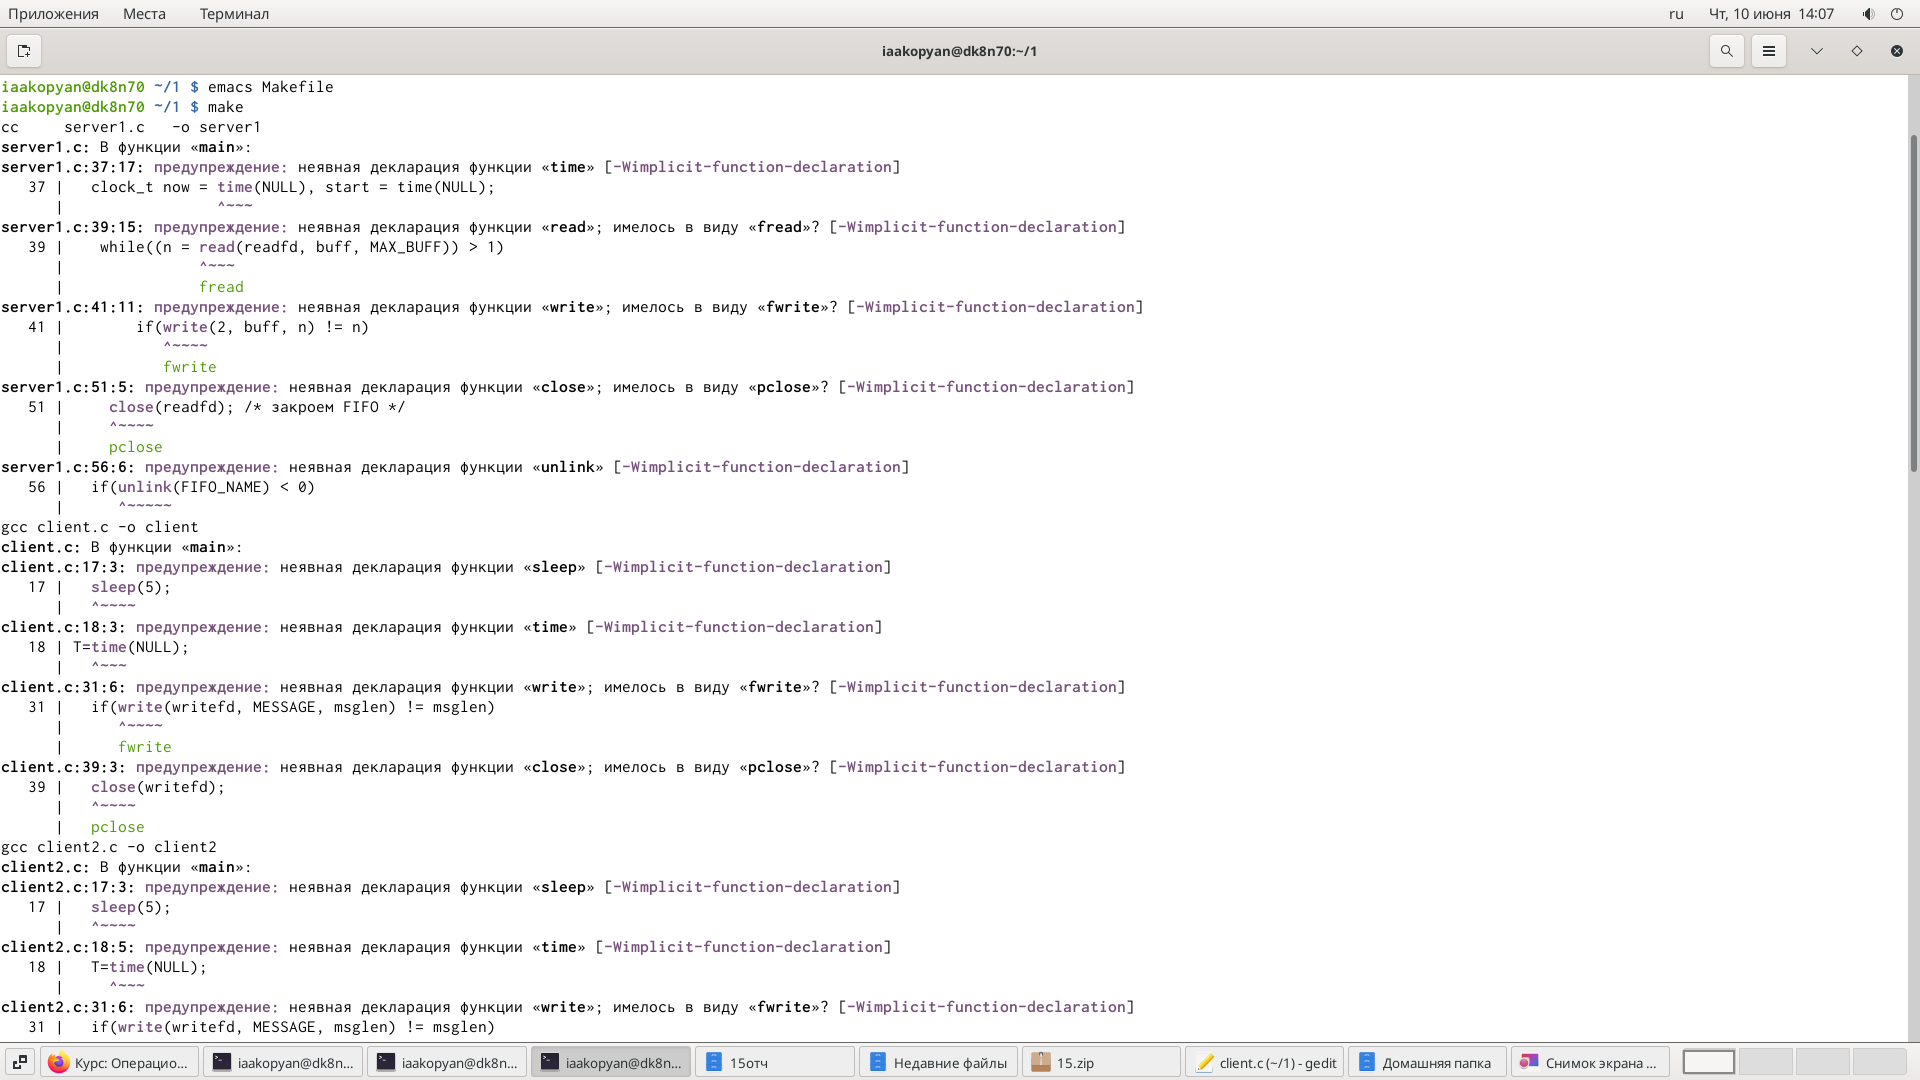 Приложения Места Терминал ru Чт, 10 июня 14:07
iaakopyan@dk8n70:~/1
iaakopyan@dk8n70 ~/1 $ emacs Makefile
iaakopyan@dk8n70 ~/1 $ make
cc     server1.c   -o server1
server1.c: В функции «main»:
server1.c:37:17: предупреждение: неявная декларация функции «time» [-Wimplicit-function-declaration]
   37 |   clock_t now = time(NULL), start = time(NULL);
      |                 ^~~~
server1.c:39:15: предупреждение: неявная декларация функции «read»; имелось в виду «fread»? [-Wimplicit-function-declaration]
   39 |    while((n = read(readfd, buff, MAX_BUFF)) > 1)
      |               ^~~~
      |               fread
server1.c:41:11: предупреждение: неявная декларация функции «write»; имелось в виду «fwrite»? [-Wimplicit-function-declaration]
   41 |        if(write(2, buff, n) != n)
      |           ^~~~~
      |           fwrite
server1.c:51:5: предупреждение: неявная декларация функции «close»; имелось в виду «pclose»? [-Wimplicit-function-declaration]
   51 |     close(readfd); /* закроем FIFO */
      |     ^~~~~
      |     pclose
server1.c:56:6: предупреждение: неявная декларация функции «unlink» [-Wimplicit-function-declaration]
   56 |   if(unlink(FIFO_NAME) < 0)
      |      ^~~~~~
gcc client.c -o client
client.c: В функции «main»:
client.c:17:3: предупреждение: неявная декларация функции «sleep» [-Wimplicit-function-declaration]
   17 |   sleep(5);
      |   ^~~~~
client.c:18:3: предупреждение: неявная декларация функции «time» [-Wimplicit-function-declaration]
   18 | T=time(NULL);
      |   ^~~~
client.c:31:6: предупреждение: неявная декларация функции «write»; имелось в виду «fwrite»? [-Wimplicit-function-declaration]
   31 |   if(write(writefd, MESSAGE, msglen) != msglen)
      |      ^~~~~
      |      fwrite
client.c:39:3: предупреждение: неявная декларация функции «close»; имелось в виду «pclose»? [-Wimplicit-function-declaration]
   39 |   close(writefd);
      |   ^~~~~
      |   pclose
gcc client2.c -o client2
client2.c: В функции «main»:
client2.c:17:3: предупреждение: неявная декларация функции «sleep» [-Wimplicit-function-declaration]
   17 |   sleep(5);
      |   ^~~~~
client2.c:18:5: предупреждение: неявная декларация функции «time» [-Wimplicit-function-declaration]
   18 |   T=time(NULL);
      |     ^~~~
client2.c:31:6: предупреждение: неявная декларация функции «write»; имелось в виду «fwrite»? [-Wimplicit-function-declaration]
   31 |   if(write(writefd, MESSAGE, msglen) != msglen)
Курс: Операцио... iaakopyan@dk8n... iaakopyan@dk8n... iaakopyan@dk8n... 15отч Недавние файлы 15.zip client.c (~/1) - gedit Домашняя папка Снимок экрана ...